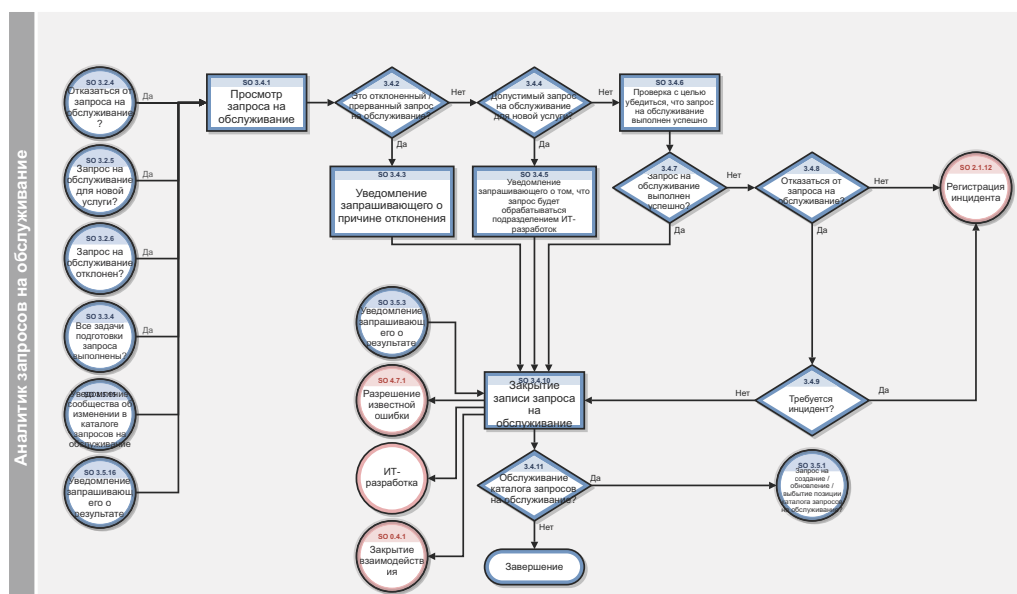 Аналитик запросов на обслуживание
SO 3.2.4
Отказаться от
запроса на
обслуживание
?
Да
SO 3.2.5
Запрос на
обслуживание
для новой
услуги?
Да
SO 3.2.6
Запрос на
обслуживание
отклонен?
Да
SO 3.3.4
Все задачи
подготовки
запроса
выполнены?
Да
Уведомление
сообщества об
изменении в
каталоге
запросов на
обслуживание
SO 3.5.16
Уведомление
запрашивающ
его о
результате
SO 3.4.1
Просмотр
запроса на
обслуживание
3.4.2
Это отклоненный /
прерванный запрос
на обслуживание?
Нет
Да
SO 3.4.3
Уведомление
запрашивающего о
причине отклонения
3.4.4
Допустимый запрос
на обслуживание
для новой услуги?
Нет
Да
SO 3.4.5
Уведомление
запрашивающего о том, что
запрос будет
обрабатываться
подразделением ИТ-
разработок
SO 3.4.6
Проверка с целью
убедиться, что запрос
на обслуживание
выполнен успешно
3.4.7
Запрос на
обслуживание
выполнен
успешно?
Нет
Да
3.4.8
Отказаться от
запроса на
обслуживание?
Нет
Да
SO 2.1.12
Регистрация
инцидента
SO 3.5.3
Уведомление
запрашивающ
его о
результате
SO 4.7.1
Разрешение
известной
ошибки
ИТ-
разработка
SO 0.4.1
Закрытие
взаимодейств
ия
SO 3.4.10
Закрытие
записи запроса
на
обслуживание
3.4.9
Требуется
инцидент?
Нет
Да
3.4.11
Обслуживание
каталога запросов
на обслуживание?
Да
Нет
SO 3.5.1
Запрос на
создание /
обновление /
выбытие позиции
каталога запросов
на обслуживание?
Завершение